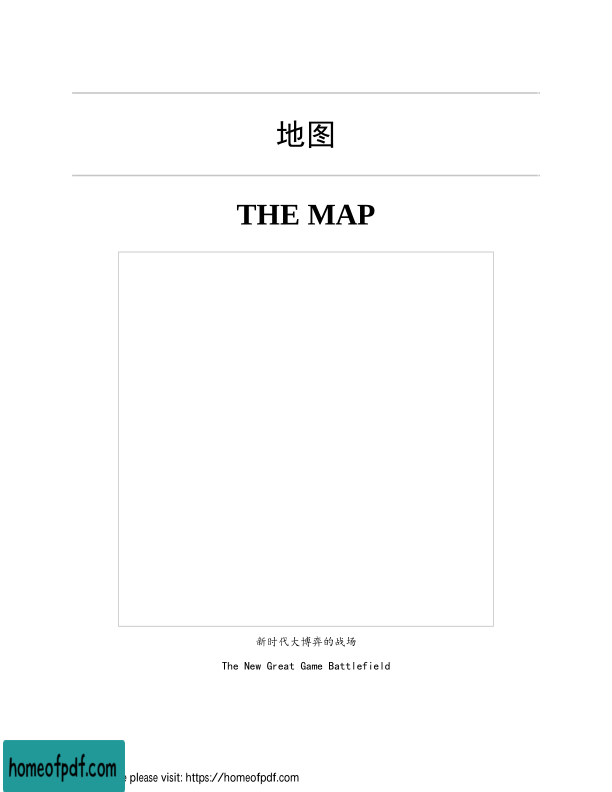 地图
THE MAP
新时代大博弈的战场
The New Great Game Battlefield
homeofpdf.com
please visit: https://homeofpdf.com